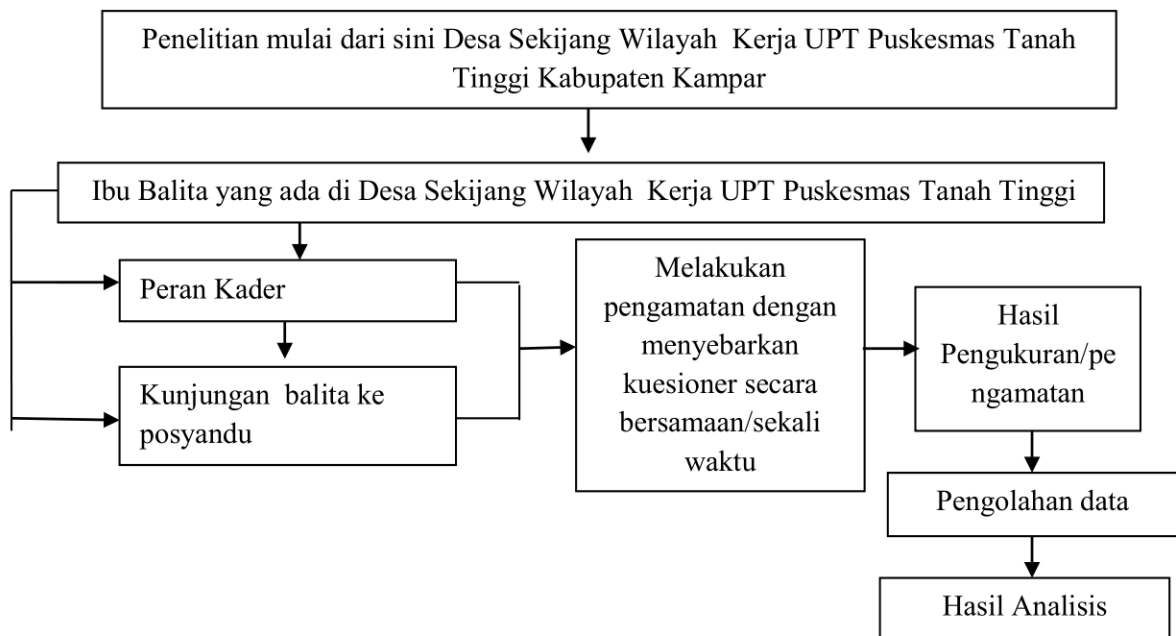 Penelitian mulai dari sini Desa Sekijang Wilayah Kerja UPT Puskesmas Tanah
Tinggi Kabupaten Kampar
Ibu Balita yang ada di Desa Sekijang Wilayah Kerja UPT Puskesmas Tanah Tinggi
Peran Kader
Kunjungan balita ke
posyandu
Melakukan
pengamatan dengan
menyebarkan
kuesioner secara
bersamaan/sekali
waktu
Hasil
Pengukuran/pe
ngamatan
Pengolahan data
Hasil Analisis